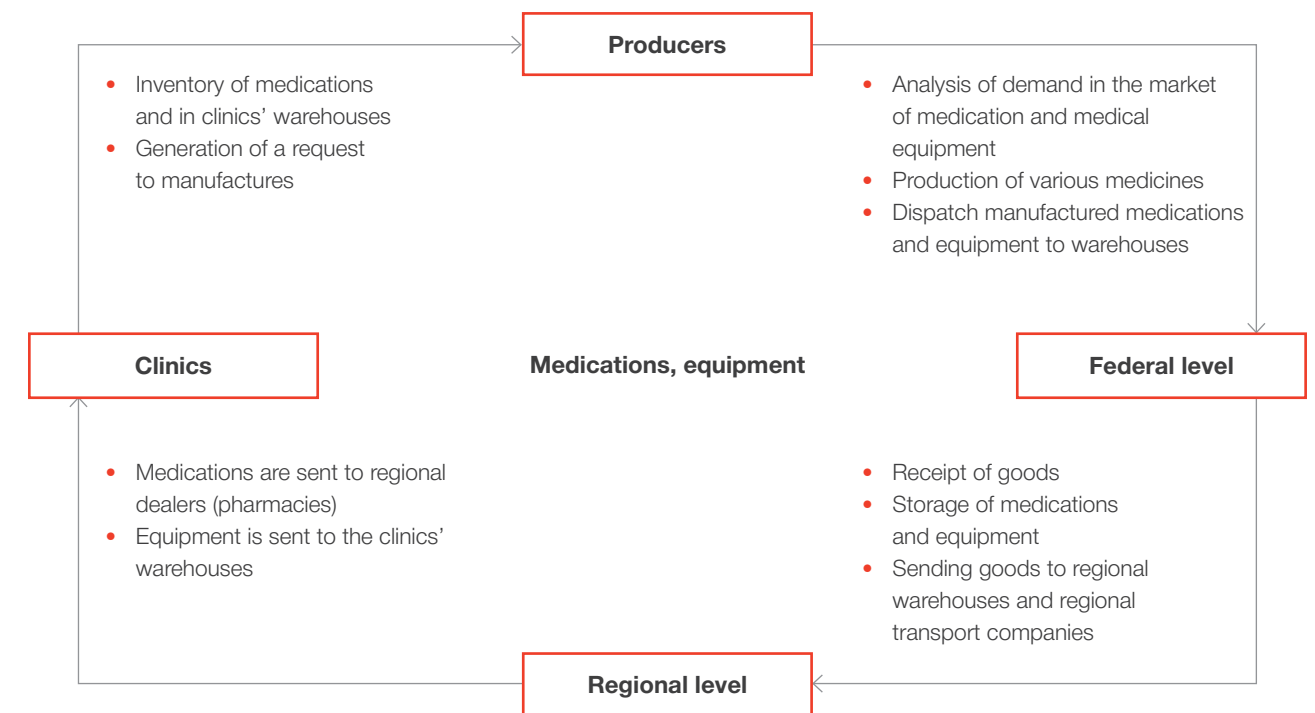 Producers
• Inventory of medications
and in clinics’ warehouses
• Generation of a request
to manufactures
• Analysis of demand in the market
of medication and medical
equipment
• Production of various medicines
• Dispatch manufactured medications
and equipment to warehouses
Clinics
Medications, equipment
Federal level
• Medications are sent to regional
dealers (pharmacies)
• Equipment is sent to the clinics’
warehouses
• Receipt of goods
• Storage of medications
and equipment
• Sending goods to regional
warehouses and regional
transport companies
Regional level